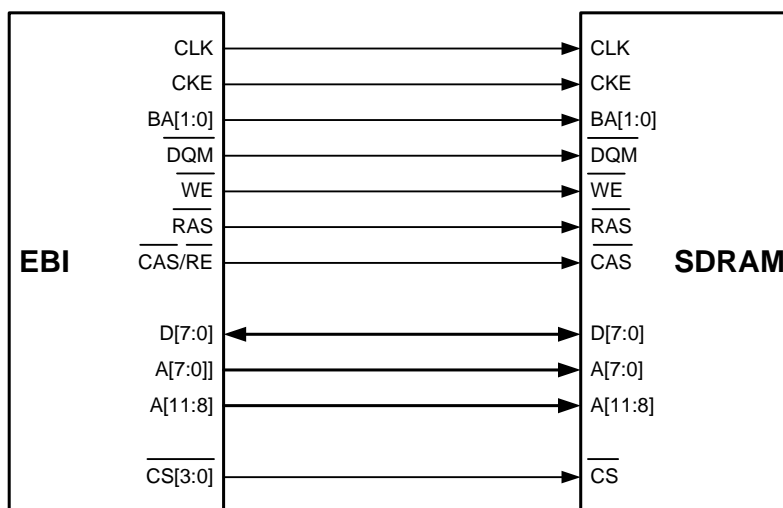 CLK CLK
CKE CKE
BA[1:0] BA[1:0]
DQM DQM
WE WE
RAS RAS
EBI CAS/RE CAS SDRAM
D[7:0] D[7:0]
A[7:0]] A[7:0]
A[11:8] A[11:8]
CS[3:0] CS